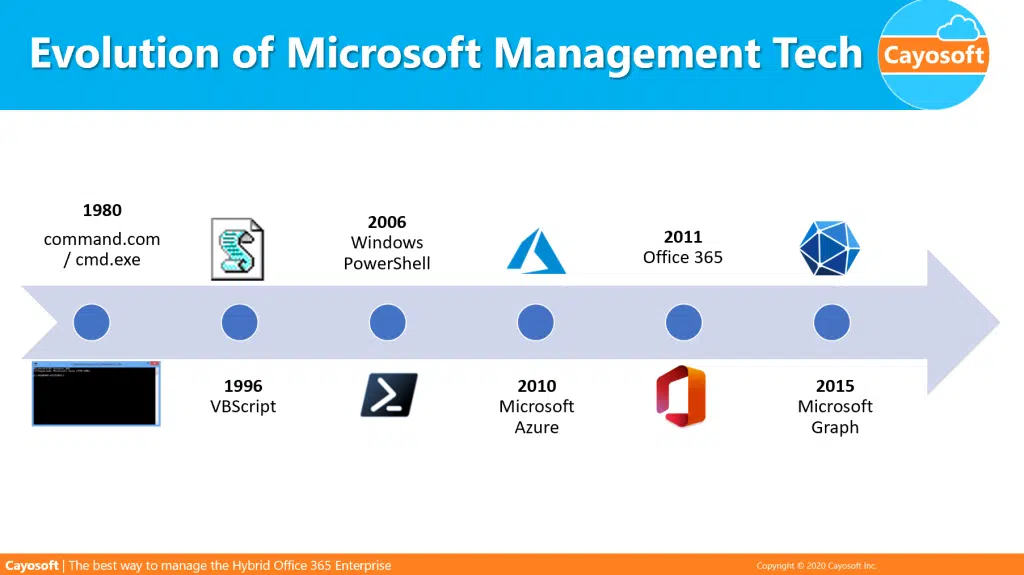 Evolution of Microsoft Management Tech
Cayosoft
1980
command.com
/ cmd.exe
1996
VBScript
2006
Windows
PowerShell
2010
Microsoft
Azure
2011
Office 365
2015
Microsoft
Graph
Cayosoft | The best way to manage the Hybrid Office 365 Enterprise
Copyright © 2020 Cayosoft Inc.